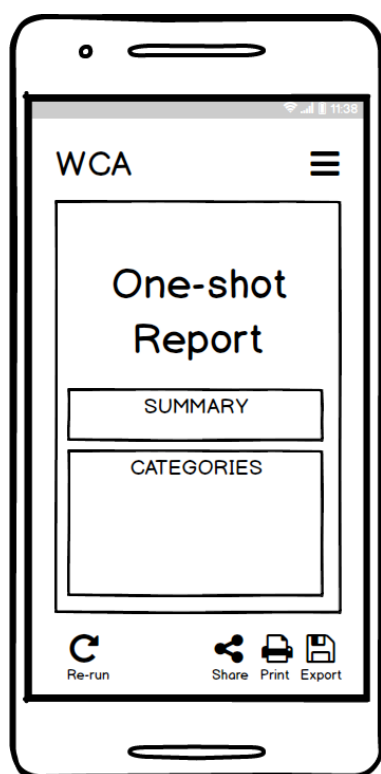 11:38
WCA
One-shot
Report
SUMMARY
CATEGORIES
Re-run Share Print Export